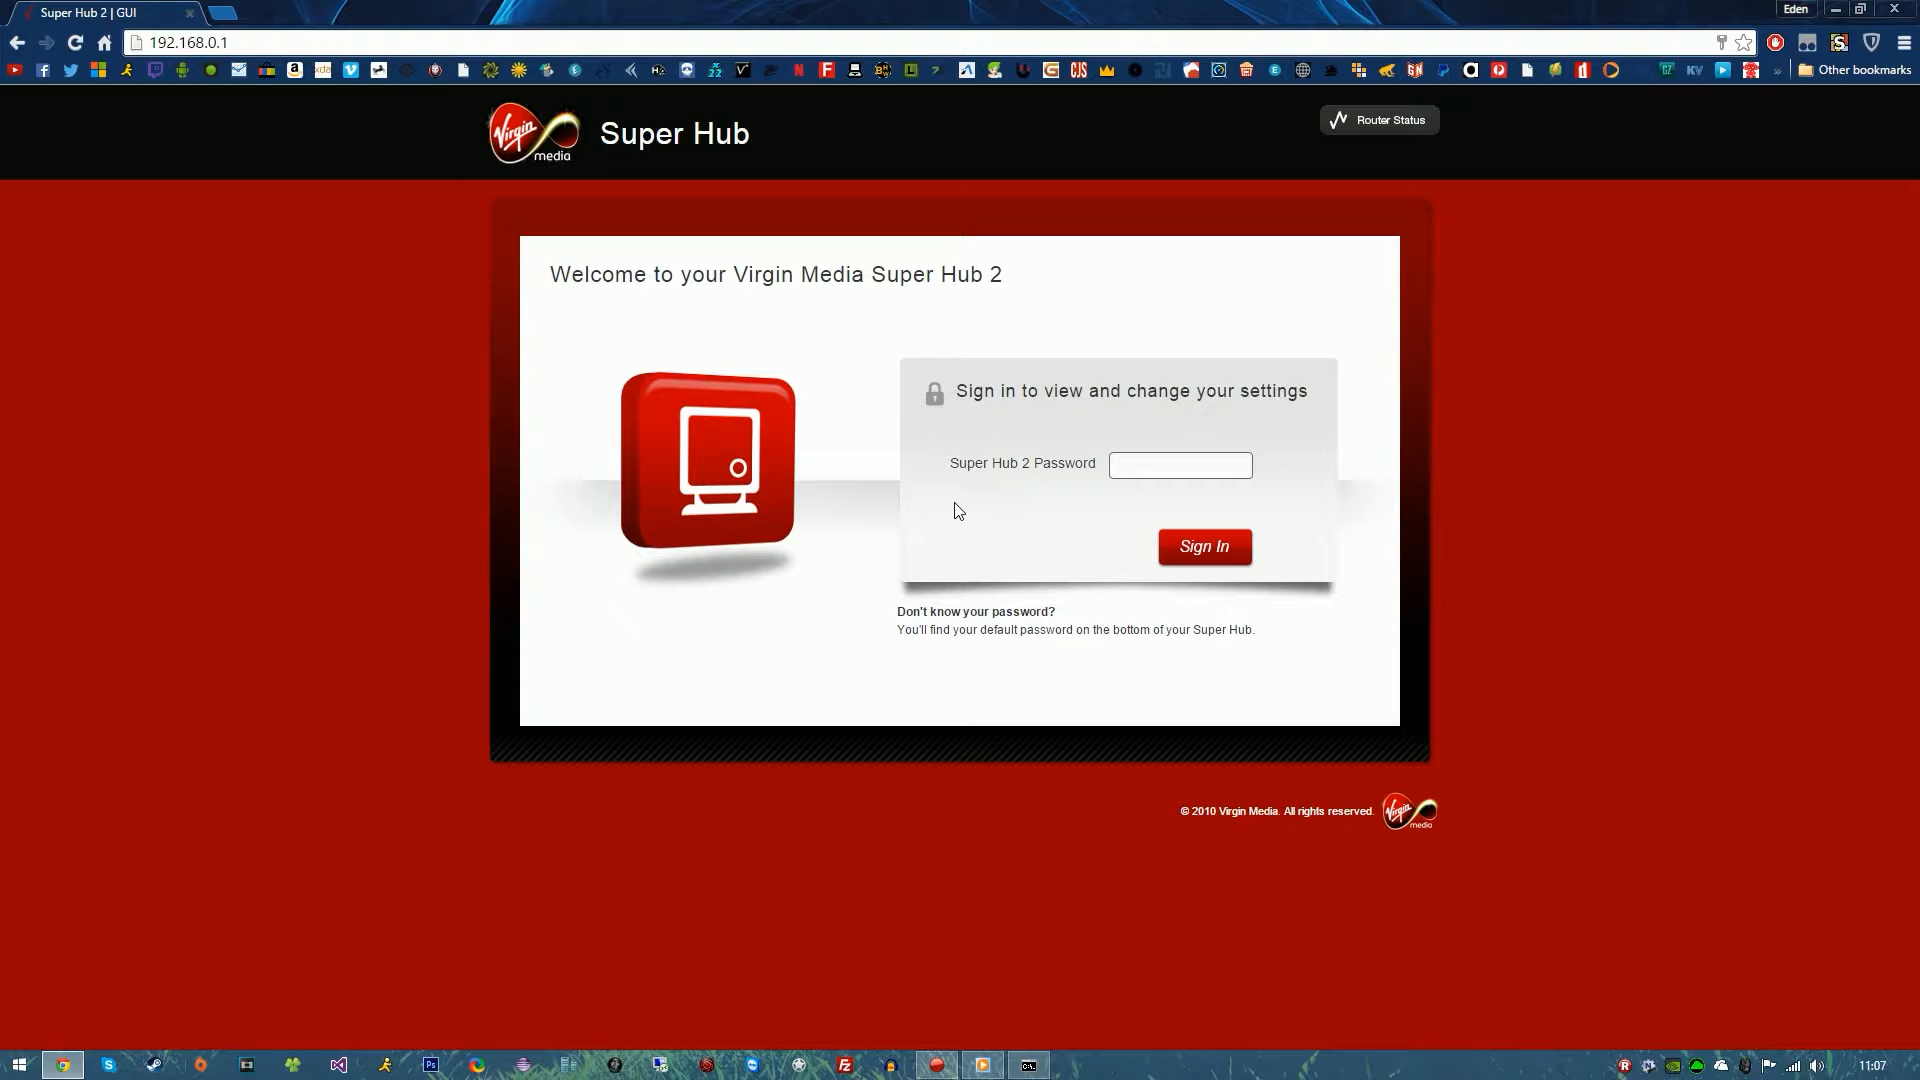 Super Hub 2 | GUI
Eden
192.168.0.1
Other bookmarks
Virgin
media
Super Hub
Router Status
Welcome to your Virgin Media Super Hub 2
Sign in to view and change your settings
Super Hub 2 Password
Sign In
Don't know your password?
You'll find your default password on the bottom of your Super Hub.
© 2010 Virgin Media. All rights reserved.
Virgin
media
11:07